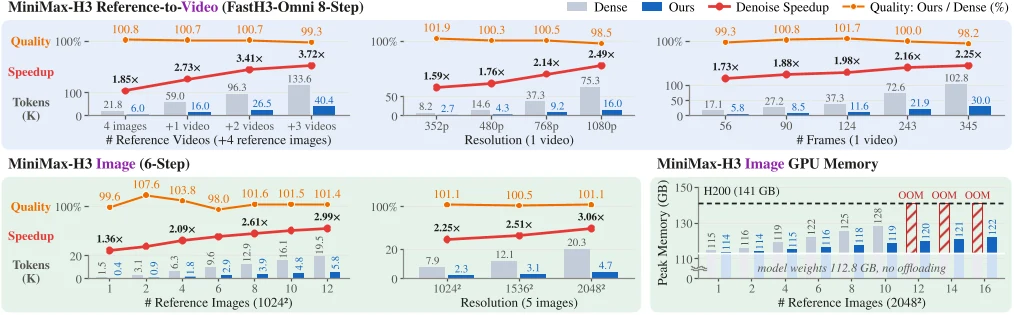 MiniMax-H3 Reference-to-Video (FastH3-Omni 8-Step)
Dense Ours Denoise Speedup Quality: Ours / Dense (%)
Quality 100%
100.8 100.7 100.7 99.3
Speedup
1.85× 2.73× 3.41× 3.72×
Tokens (K)
100
0
21.8 6.0 59.0 16.0 96.3 26.5 133.6 40.4
4 images +1 video +2 videos +3 videos
# Reference Videos (+4 reference images)
100%
101.9 100.3 100.5 98.5
1.59× 1.76× 2.14× 2.49×
50
0
8.2 2.7 14.6 4.3 37.3 9.2 75.3 16.0
352p 480p 768p 1080p
Resolution (1 video)
100%
99.3 100.8 101.7 100.0 98.2
1.73× 1.88× 1.98× 2.16× 2.25×
100
50
0
17.1 5.8 27.2 8.5 37.3 11.6 72.6 21.9 102.8 30.0
56 90 124 243 345
# Frames (1 video)
MiniMax-H3 Image (6-Step)
Quality 100%
99.6 107.6 103.8 98.0 101.6 101.5 101.4
Speedup
1.36× 2.09× 2.61× 2.99×
Tokens (K)
20
0
1.5 0.4 3.1 0.9 6.3 1.8 9.6 2.9 12.9 3.9 16.1 4.8 19.5 5.8
1 2 4 6 8 10 12
# Reference Images (1024²)
100%
101.1 100.5 101.1
2.25× 2.51× 3.06×
20
0
7.9 2.3 12.1 3.1 20.3 4.7
1024² 1536² 2048²
Resolution (5 images)
MiniMax-H3 Image GPU Memory
Peak Memory (GB)
150
130
110
0
H200 (141 GB)
OOM OOM OOM
115 114 116 114 119 115 122 116 125 118 128 119 120 121 122
model weights 112.8 GB, no offloading
1 2 4 6 8 10 12 14 16
# Reference Images (2048²)